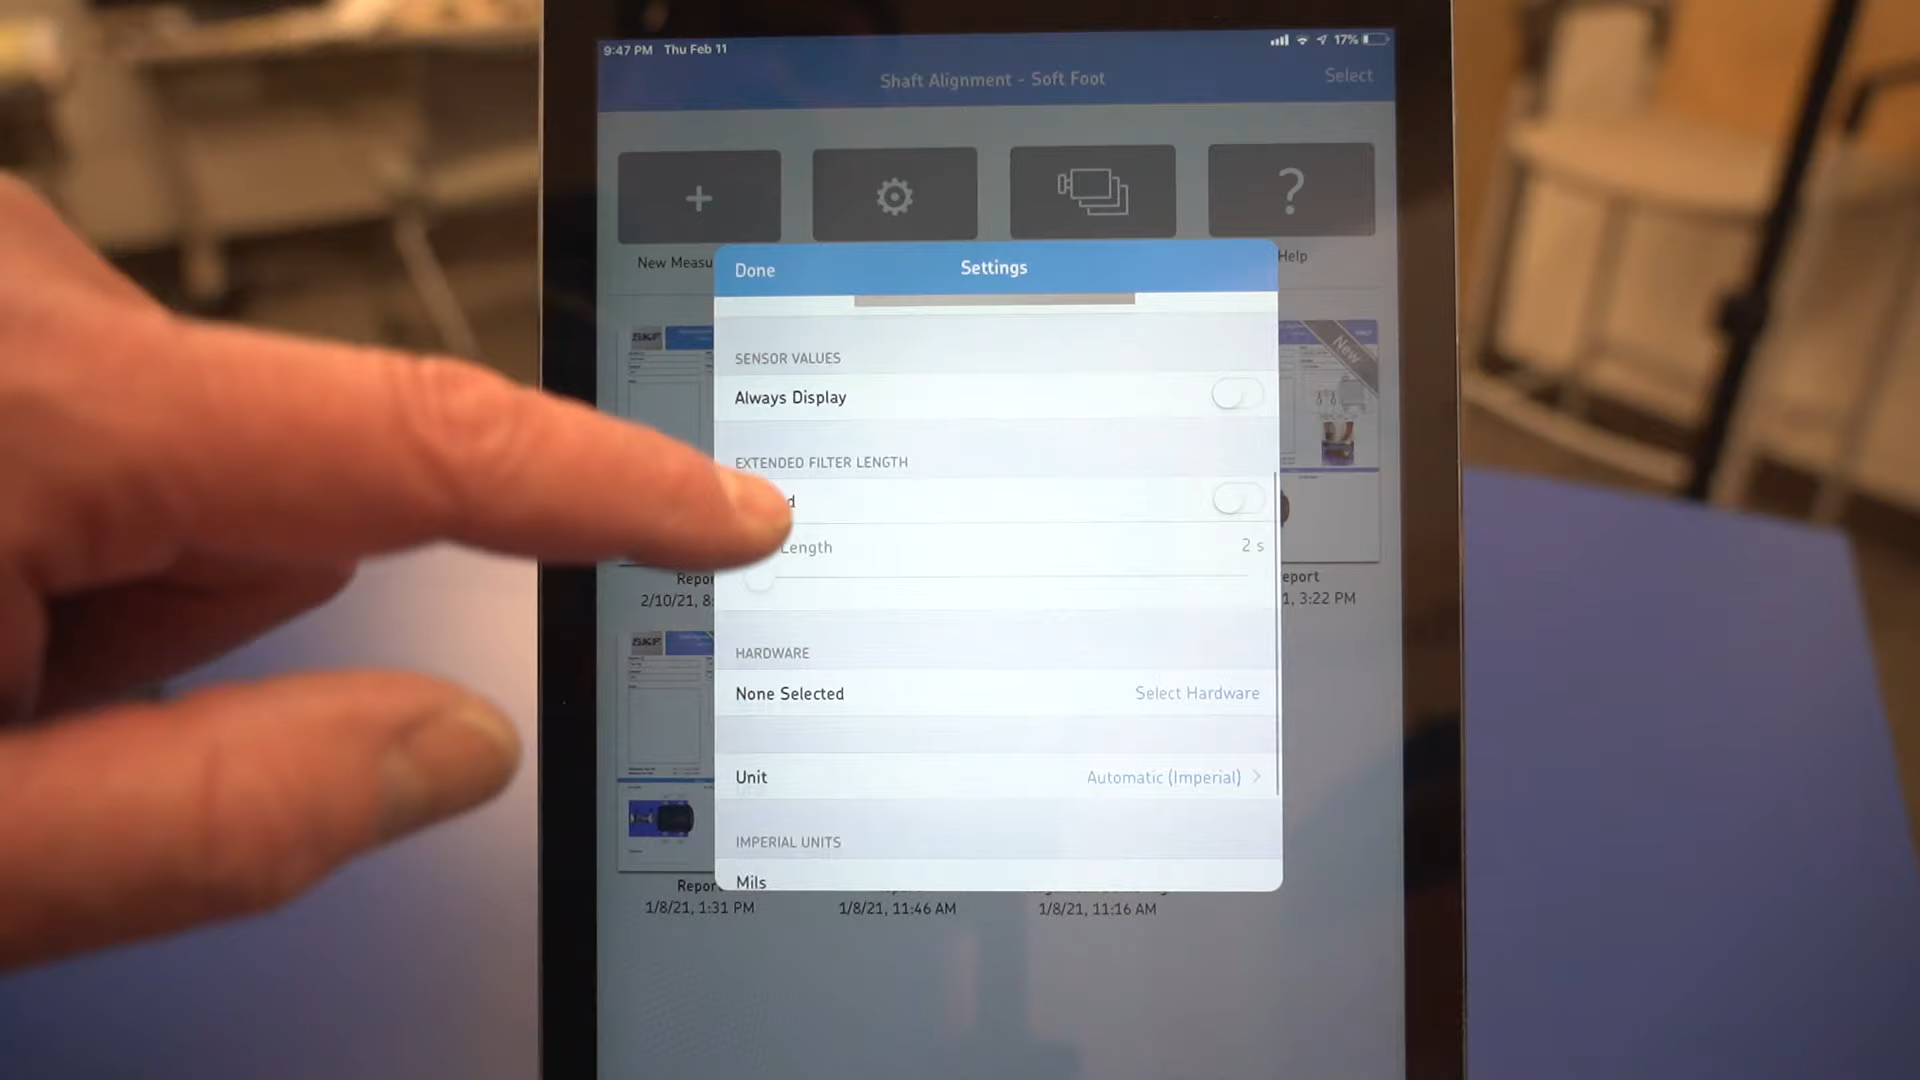 9:47 PM Thu Feb 11
17%
Shaft Alignment - Soft Foot
Select
+
?
New Measu
Help
Done
Settings
SENSOR VALUES
Always Display
EXTENDED FILTER LENGTH
d
Length
2 s
HARDWARE
None Selected
Select Hardware
Unit
Automatic (Imperial)
IMPERIAL UNITS
Mils
SKF
New
Repor
2/10/21, 8:
eport
1, 3:22 PM
SKF
Repor
1/8/21, 1:31 PM
1/8/21, 11:46 AM
1/8/21, 11:16 AM